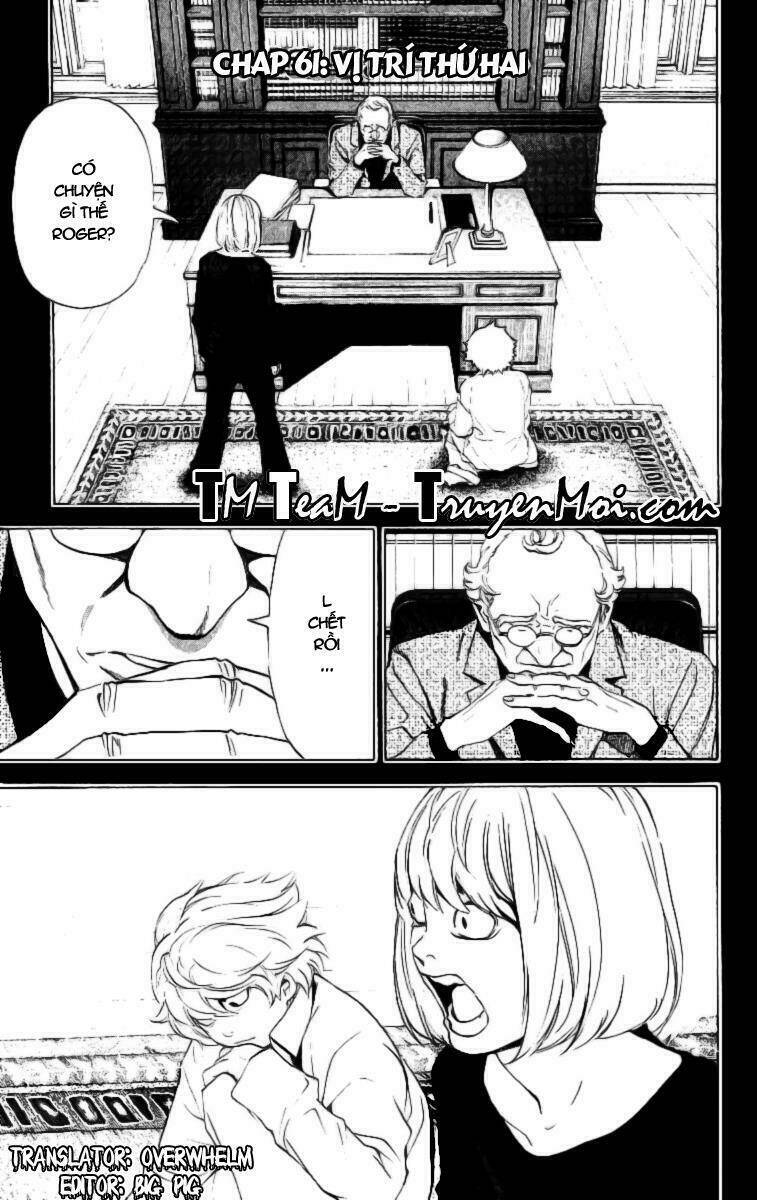 CHAP 61: VỊ TRÍ THỨ HAI
CÓ
CHUYỆN
GÌ THẾ
ROGER?
TM TEAM - TRUYENMOI.COM
L
CHẾT
RỒI
...
TRANSLATOR: OVERWHELM
EDITOR: BIG PIG